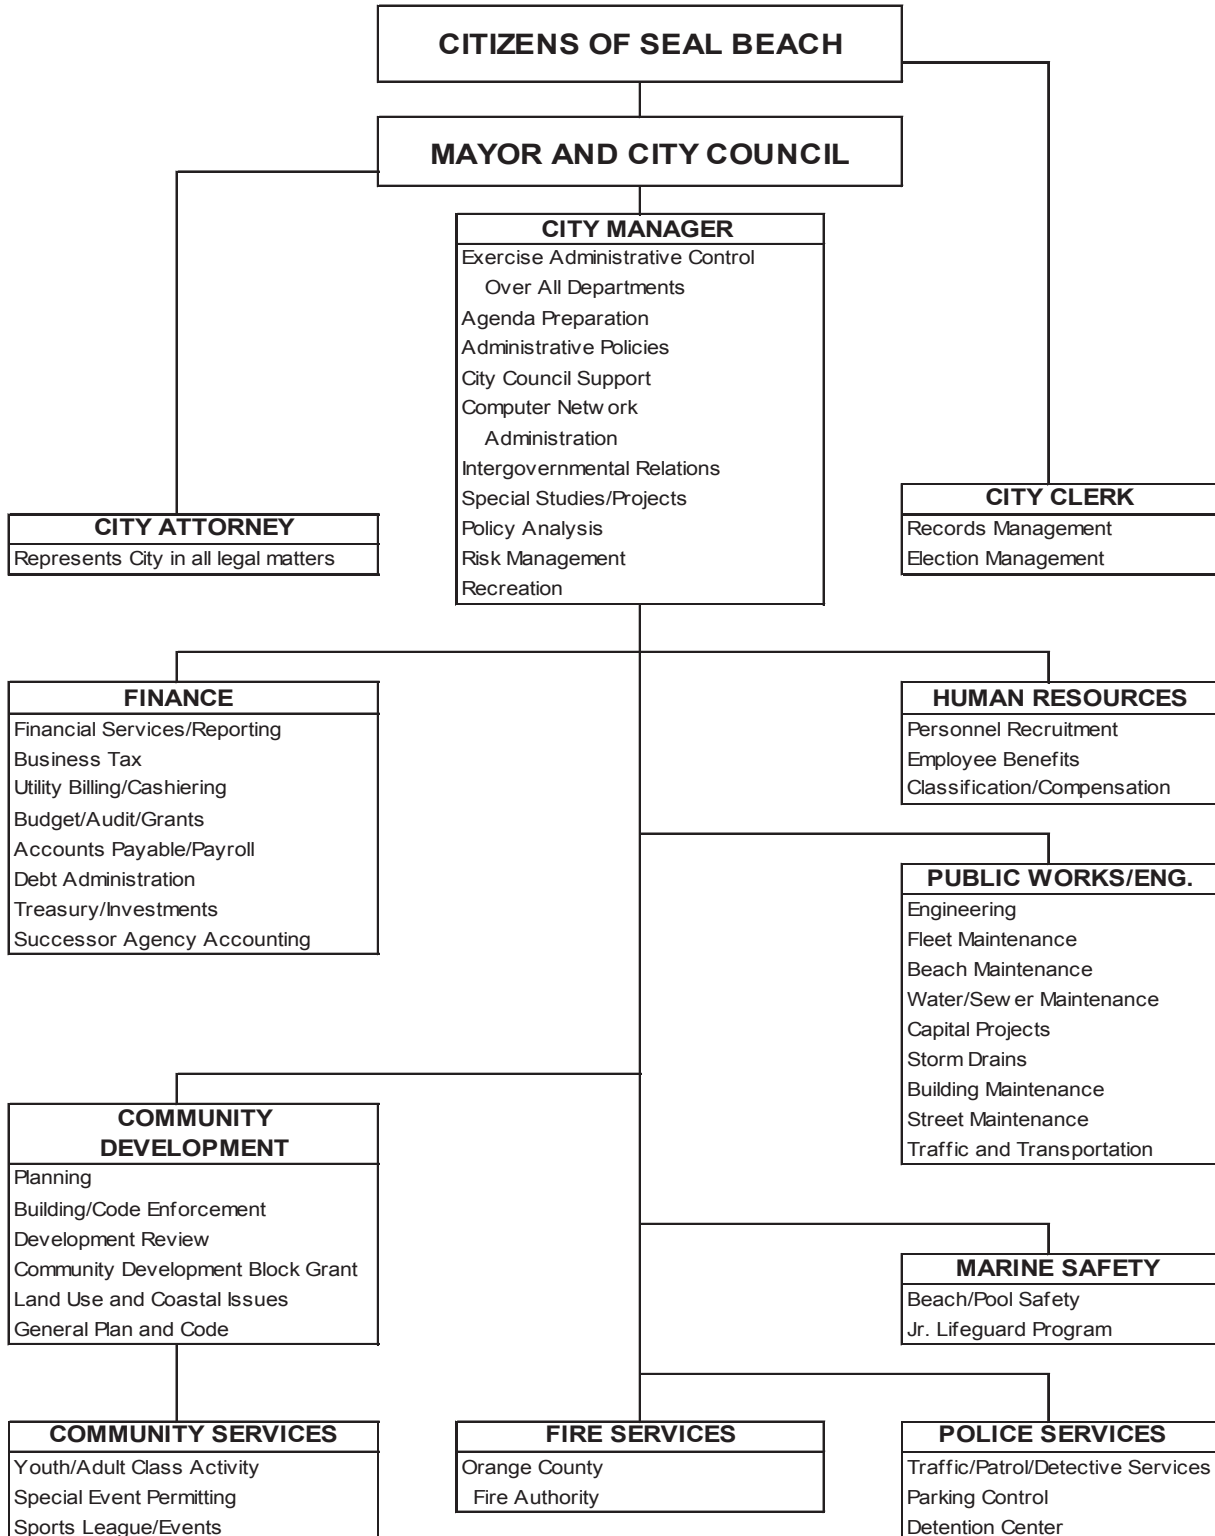 CITIZENS OF SEAL BEACH
MAYOR AND CITY COUNCIL
CITY MANAGER
Exercise Administrative Control
Over All Departments
Agenda Preparation
Administrative Policies
City Council Support
Computer Netw ork
Administration
Intergovernmental Relations
Special Studies/Projects
Policy Analysis
Risk Management
Recreation
CITY ATTORNEY
Represents City in all legal matters
CITY CLERK
Records Management
Election Management
FINANCE
Financial Services/Reporting
Business Tax
Utility Billing/Cashiering
Budget/Audit/Grants
Accounts Payable/Payroll
Debt Administration
Treasury/Investments
Successor Agency Accounting
HUMAN RESOURCES
Personnel Recruitment
Employee Benefits
Classification/Compensation
PUBLIC WORKS/ENG.
Engineering
Fleet Maintenance
Beach Maintenance
Water/Sew er Maintenance
Capital Projects
Storm Drains
Building Maintenance
Street Maintenance
Traffic and Transportation
COMMUNITY
DEVELOPMENT
Planning
Building/Code Enforcement
Development Review
Community Development Block Grant
Land Use and Coastal Issues
General Plan and Code
MARINE SAFETY
Beach/Pool Safety
Jr. Lifeguard Program
COMMUNITY SERVICES
Youth/Adult Class Activity
Special Event Permitting
Sports League/Events
FIRE SERVICES
Orange County
Fire Authority
POLICE SERVICES
Traffic/Patrol/Detective Services
Parking Control
Detention Center